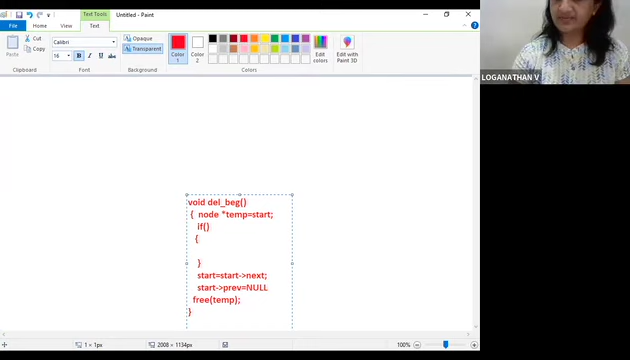 Text Tools
Untitled - Paint
File
Home
View
Text
Paste
Cut
Copy
Clipboard
Calibri
16
B
I
U
abc
Font
Opaque
Transparent
Background
Color
1
Color
2
Colors
Edit
colors
Edit with
Paint 3D
LOGANATHAN V
void del_beg()
{ node *temp=start;
if()
{
}
start=start->next;
start->prev=NULL
free(temp);
}
1 × 1px
2008 × 1134px
100%